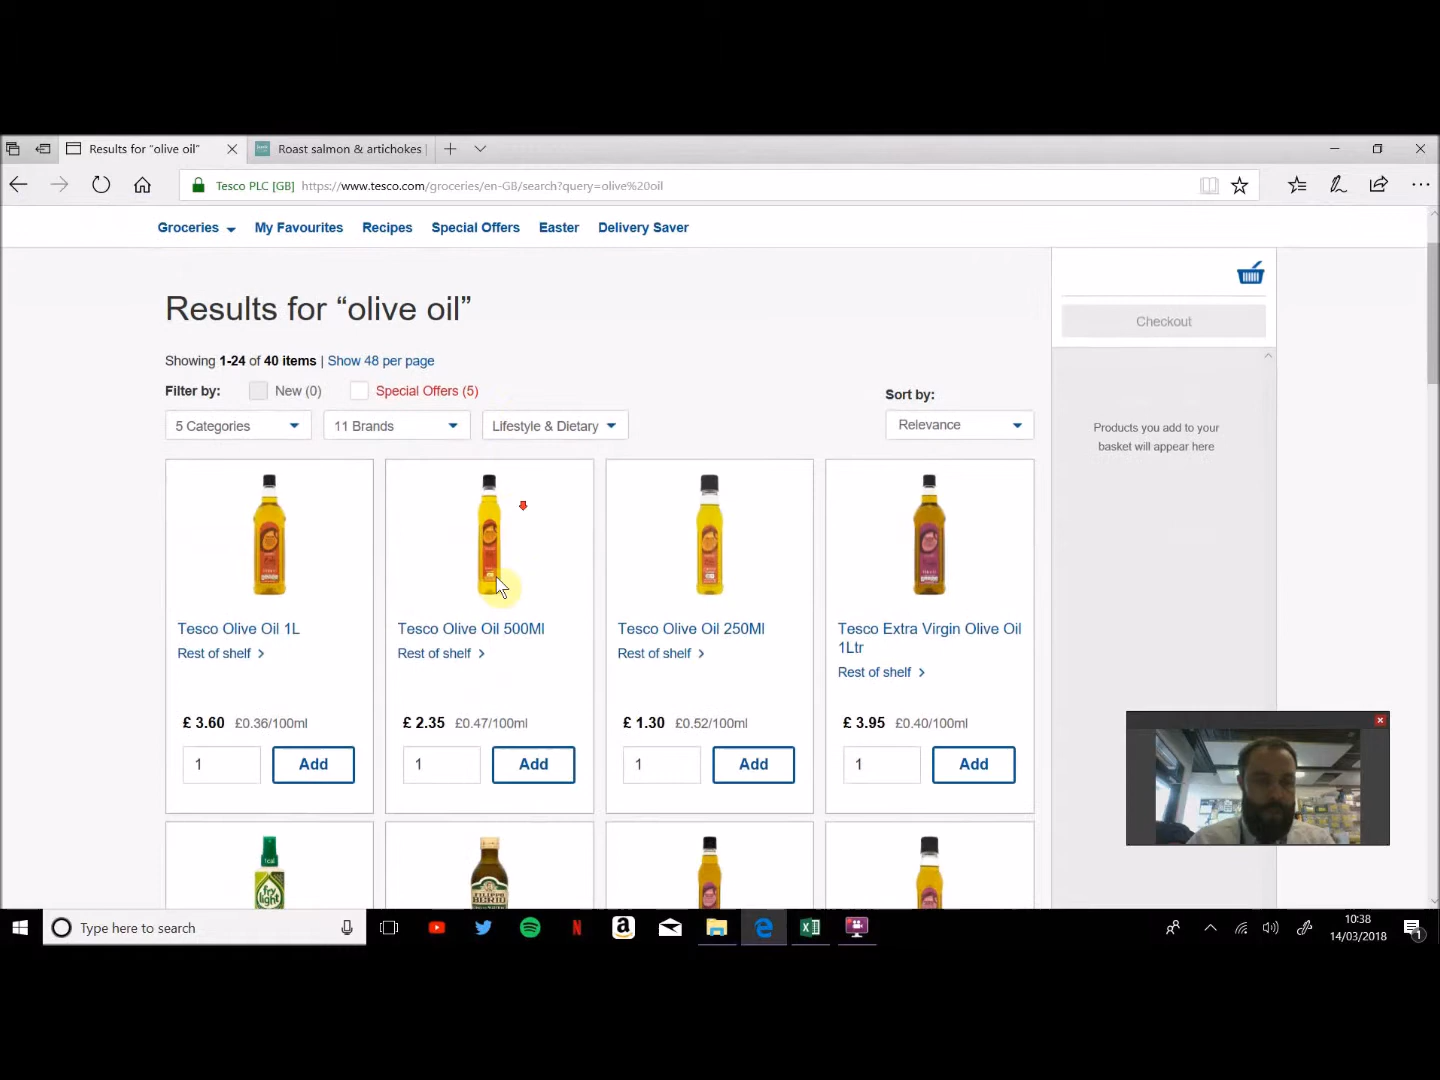 Results for “olive oil”
Roast salmon & artichokes
Tesco PLC [GB] https://www.tesco.com/groceries/en-GB/search?query=olive%20oil
Groceries My Favourites Recipes Special Offers Easter Delivery Saver
Results for “olive oil”
Checkout
Showing 1-24 of 40 items | Show 48 per page
Filter by: New (0) Special Offers (5)
Sort by:
5 Categories 11 Brands Lifestyle & Dietary Relevance
Products you add to your
basket will appear here
Tesco Olive Oil 1L
Rest of shelf
£ 3.60 £0.36/100ml
1 Add
Tesco Olive Oil 500Ml
Rest of shelf
£ 2.35 £0.47/100ml
1 Add
Tesco Olive Oil 250Ml
Rest of shelf
£ 1.30 £0.52/100ml
1 Add
Tesco Extra Virgin Olive Oil
1Ltr
Rest of shelf
£ 3.95 £0.40/100ml
1 Add
1cal
fry
light
FILIPPO
BERIO
Type here to search
10:38
14/03/2018
1